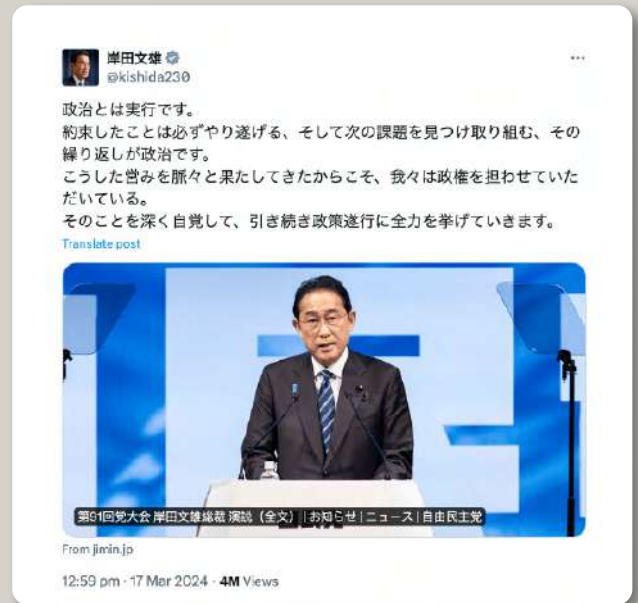 岸田文雄
@kishida230
政治とは実行です。
約束したことは必ずやり遂げる、そして次の課題を見つけ取り組む、その
繰り返しが政治です。
こうした営みを脈々と果たしてきたからこそ、我々は政権を担わせていた
だいている。
そのことを深く自覚して、引き続き政策遂行に全力を挙げていきます。
Translate post
第91回党大会 岸田文雄総裁 演説（全文） | お知らせ | ニュース | 自由民主党
From jimin.jp
12:59 pm · 17 Mar 2024 · 4M Views